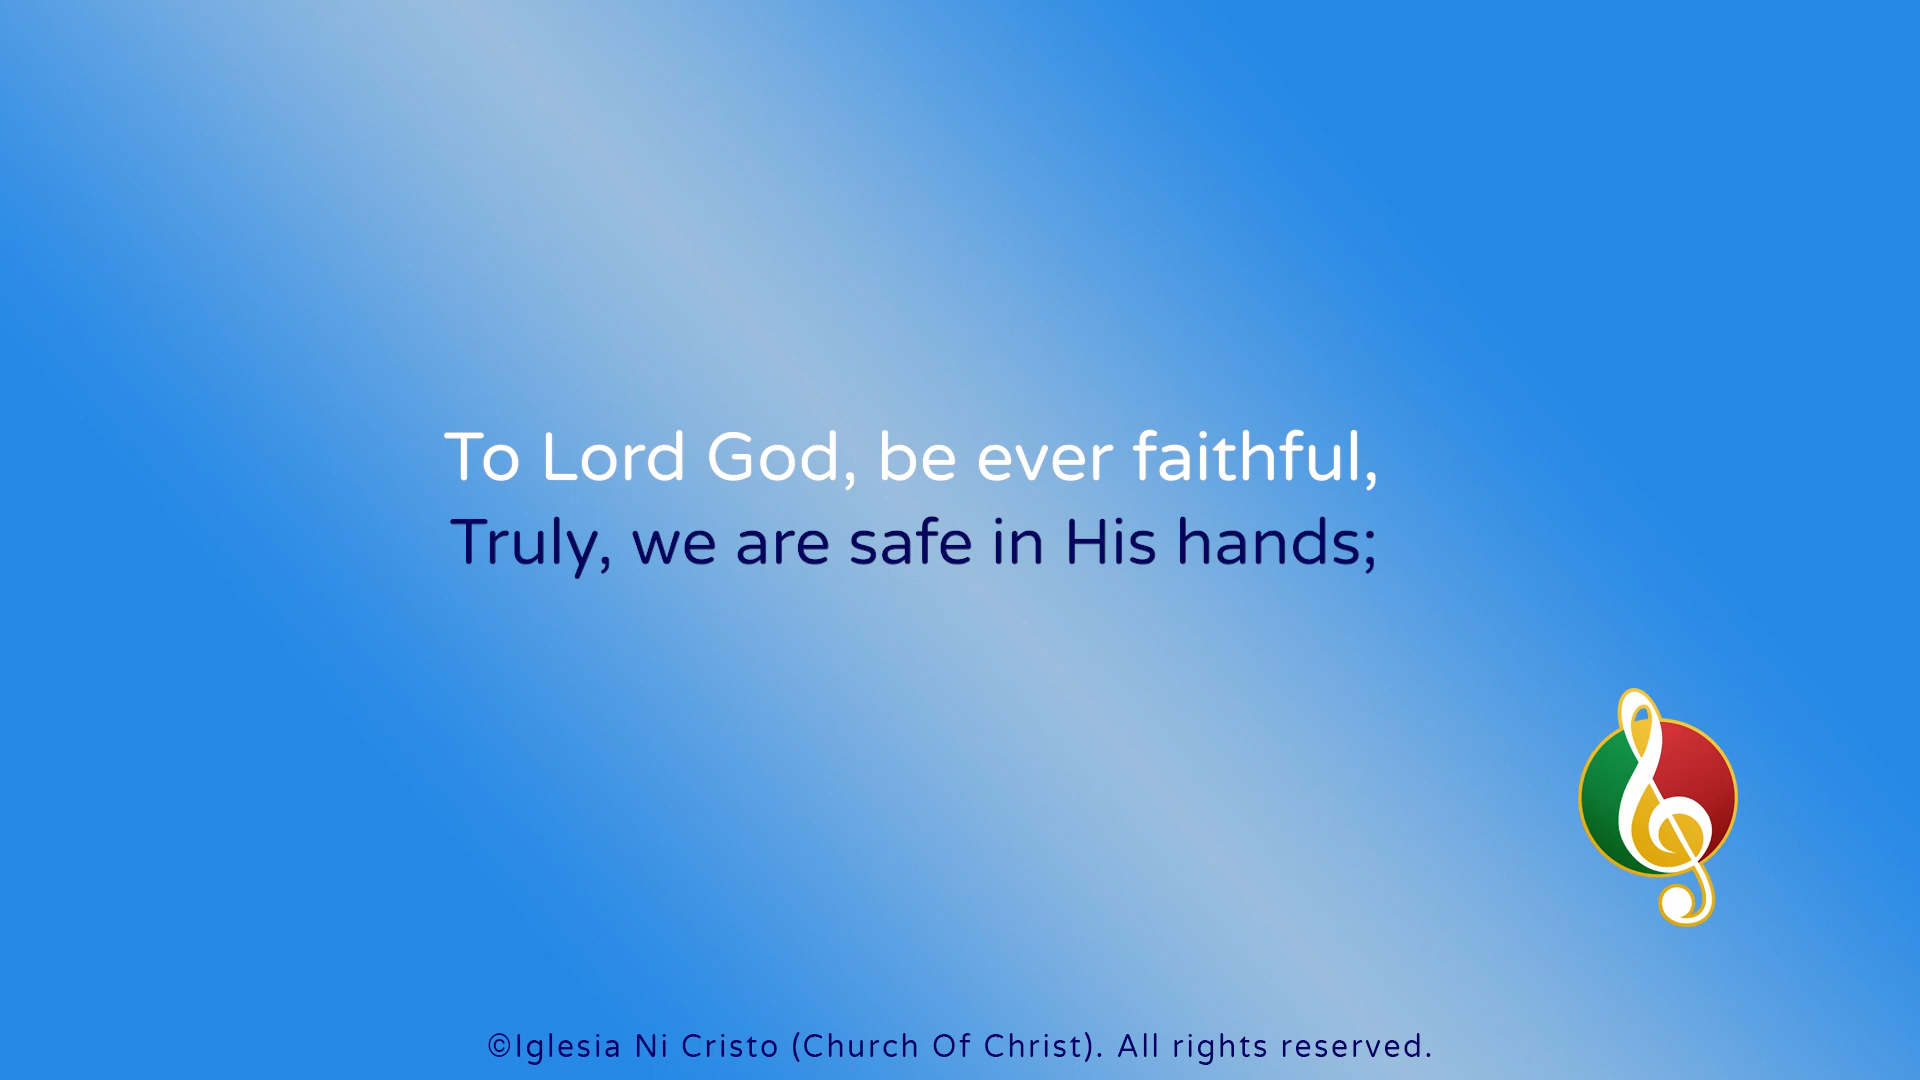 To Lord God, be ever faithful,
Truly, we are safe in His hands;
©Iglesia Ni Cristo (Church Of Christ). All rights reserved.